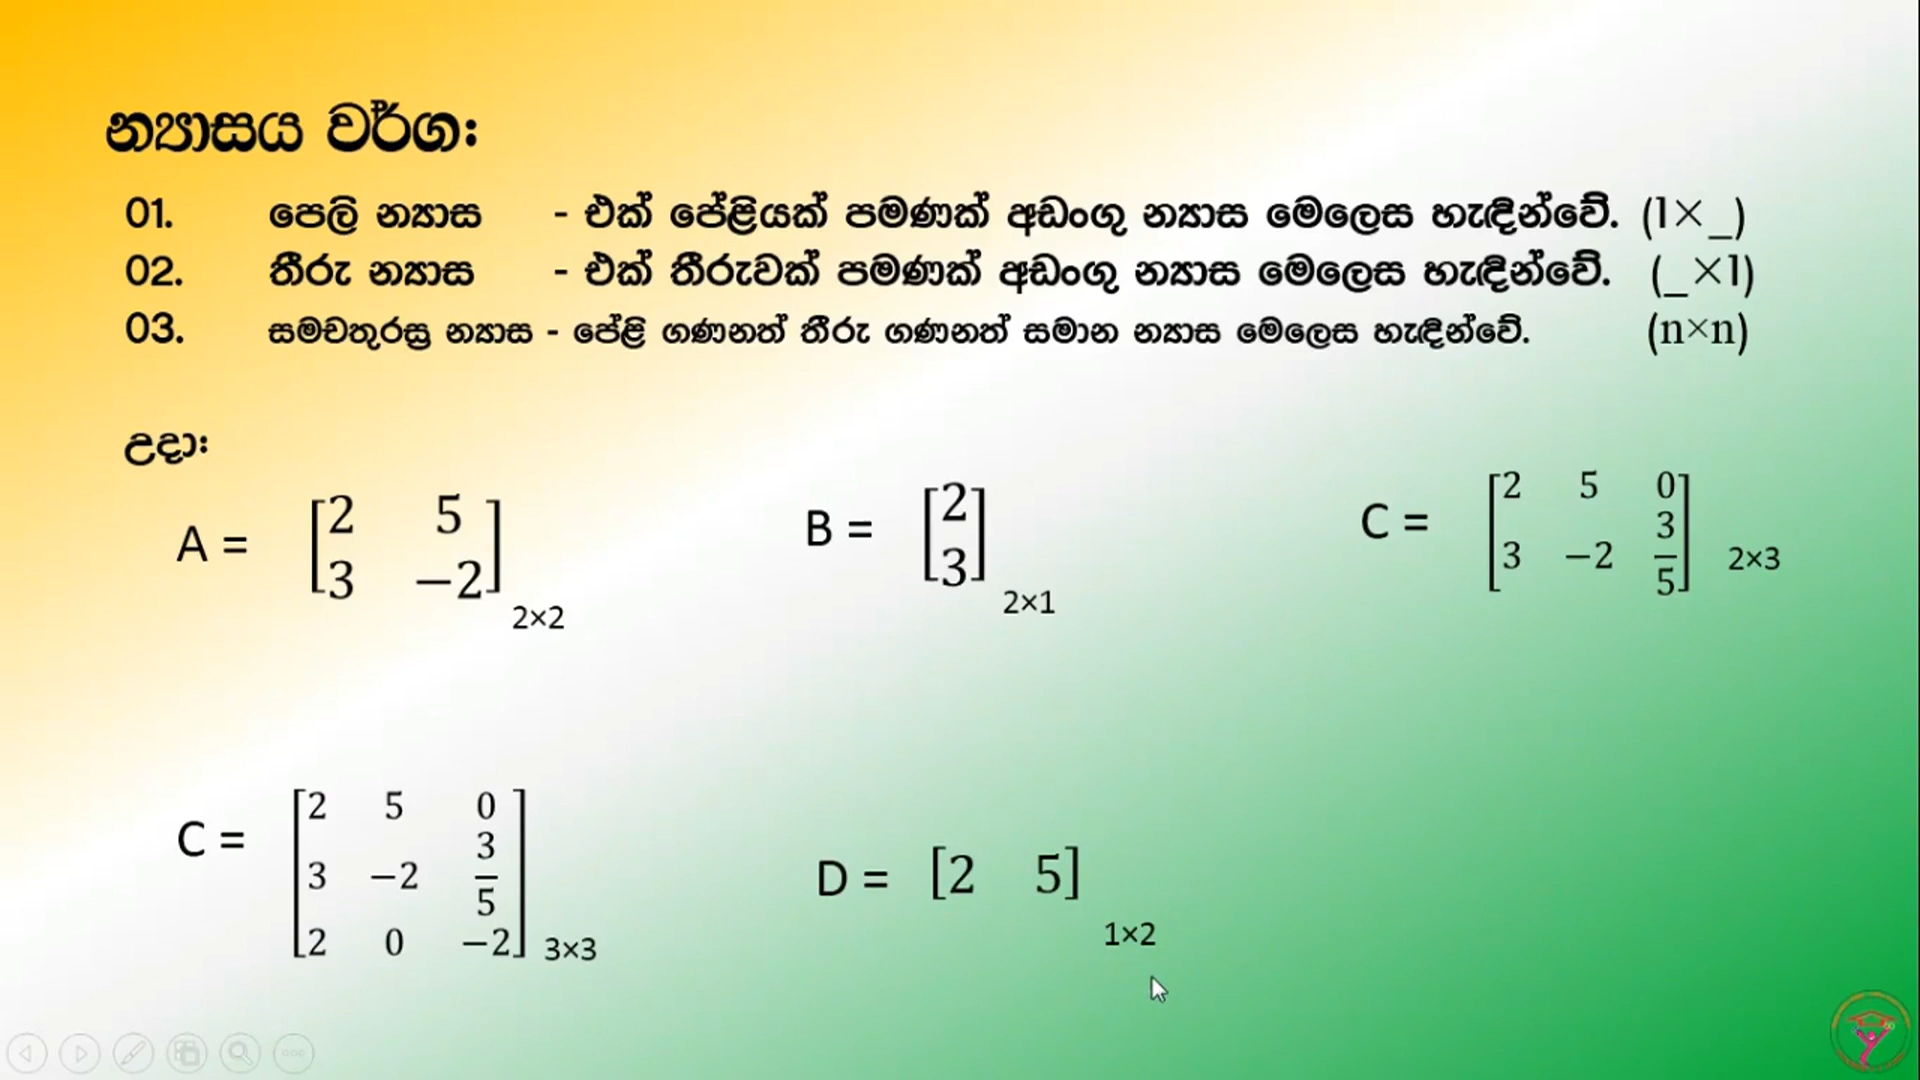 න්‍යාසය වර්ග:
01. පෙලි න්‍යාස - එක් පේළියක් පමණක් අඩංගු න්‍යාස මෙලෙස හැඳින්වේ. (1×_)
02. තීරු න්‍යාස - එක් තීරුවක් පමණක් අඩංගු න්‍යාස මෙලෙස හැඳින්වේ. (_×1)
03. සමචතුරස්‍ර න්‍යාස - පේළි ගණනත් තීරු ගණනත් සමාන න්‍යාස මෙලෙස හැඳින්වේ. (n×n)
උදා:
A = [2 5
3 −2] 2×2
B = [2
3] 2×1
C = [2 5 0
3 −2 3/5] 2×3
C = [2 5 0
3 −2 3/5
2 0 −2] 3×3
D = [2 5] 1×2